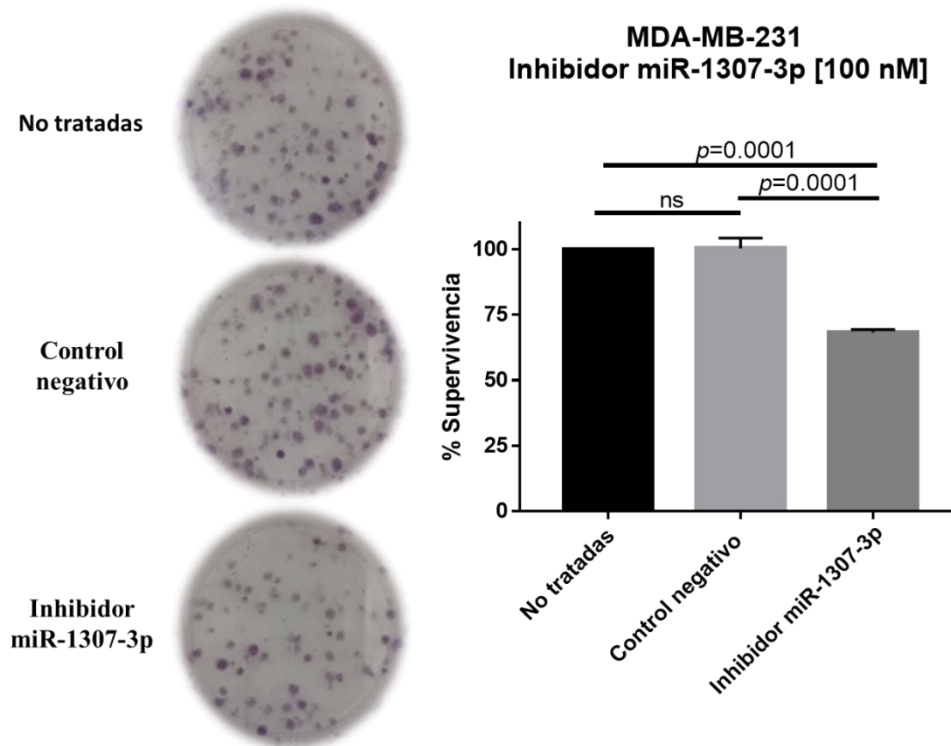 No tratadas
Control
negativo
Inhibidor
miR-1307-3p
MDA-MB-231
Inhibidor miR-1307-3p [100 nM]
p=0.0001
p=0.0001
ns
% Supervivencia
100
75
50
25
0
No tratadas
Control negativo
Inhibidor miR-1307-3p